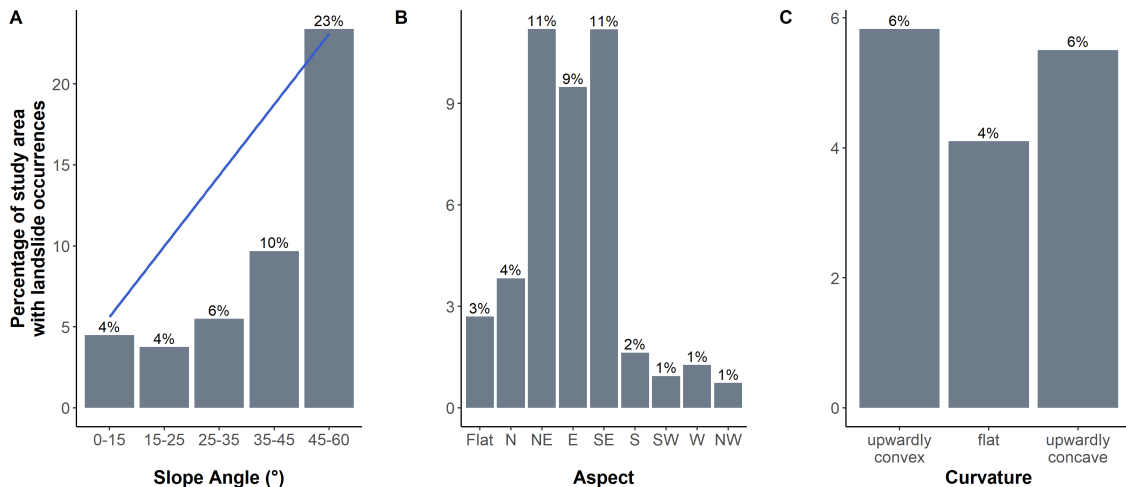 A
Percentage of study area
with landslide occurrences
20
15
10
5
0
4%
4%
6%
10%
23%
0-15 15-25 25-35 35-45 45-60
Slope Angle (°)
B
9
6
3
0
3%
4%
11%
9%
11%
2%
1%
1%
1%
Flat N NE E SE S SW W NW
Aspect
C
6
4
2
0
6%
4%
6%
upwardly
convex
flat
upwardly
concave
Curvature